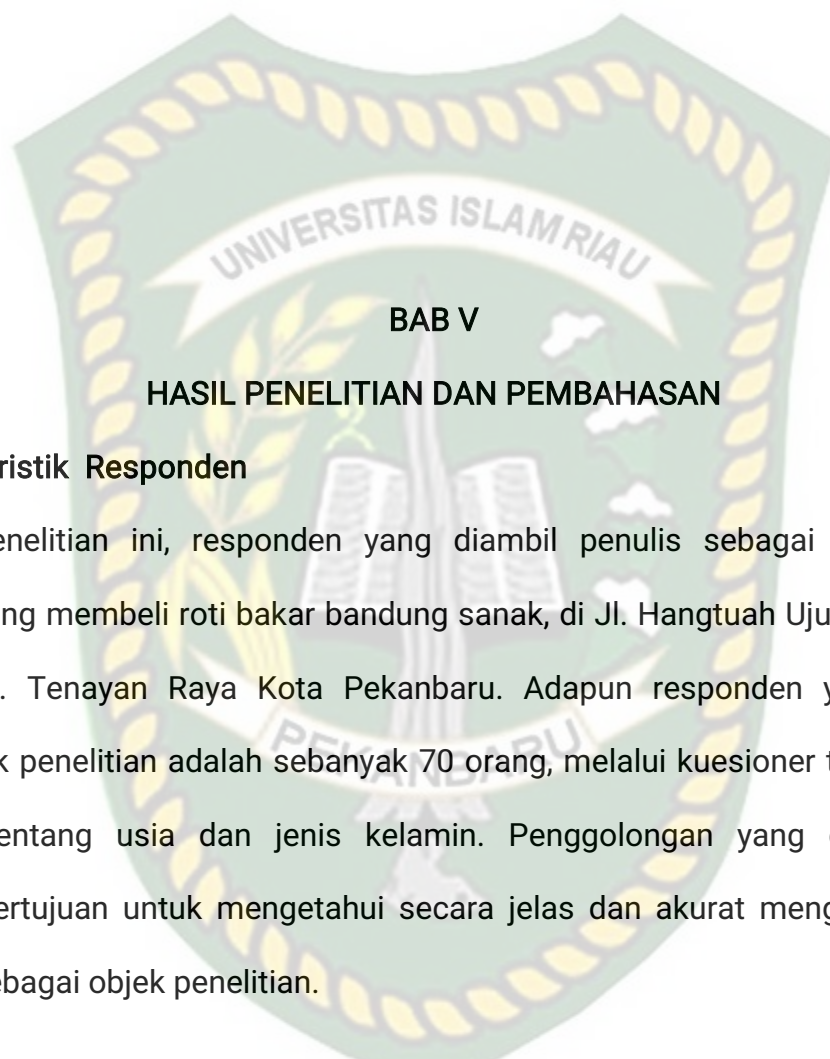 UNIVERSITAS ISLAM RIAU
BAB V
HASIL PENELITIAN DAN PEMBAHASAN
ristik Responden
enelitian ini, responden yang diambil penulis sebagai
ng membeli roti bakar bandung sanak, di Jl. Hangtuah Uju
. Tenayan Raya Kota Pekanbaru. Adapun responden y
PEKANBARU
k penelitian adalah sebanyak 70 orang, melalui kuesioner t
entang usia dan jenis kelamin. Penggolongan yang
ertujuan untuk mengetahui secara jelas dan akurat meng
ebagai objek penelitian.